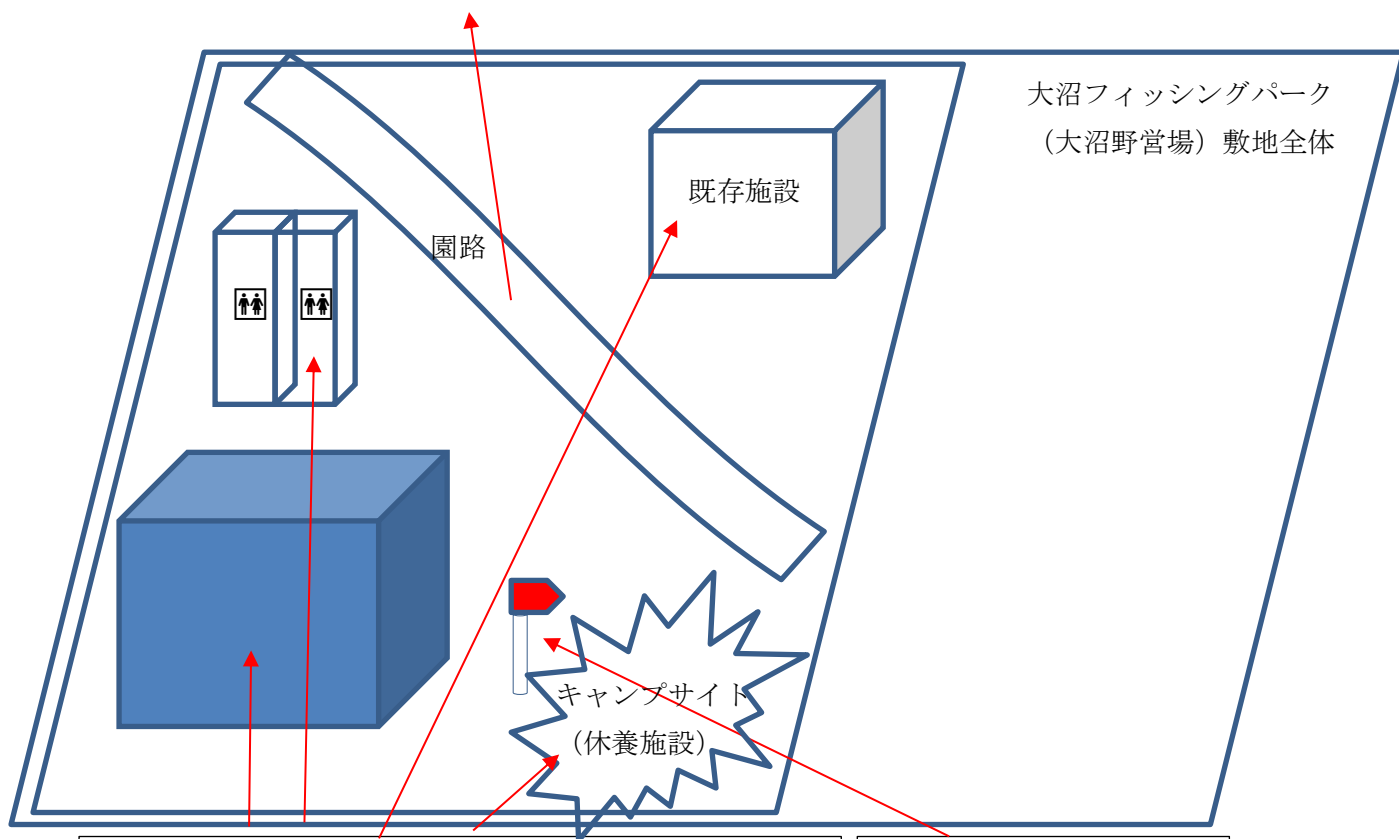 大沼フィッシングパーク
（大沼野営場）敷地全体
既存施設
園路
キャンプサイト
（休養施設）